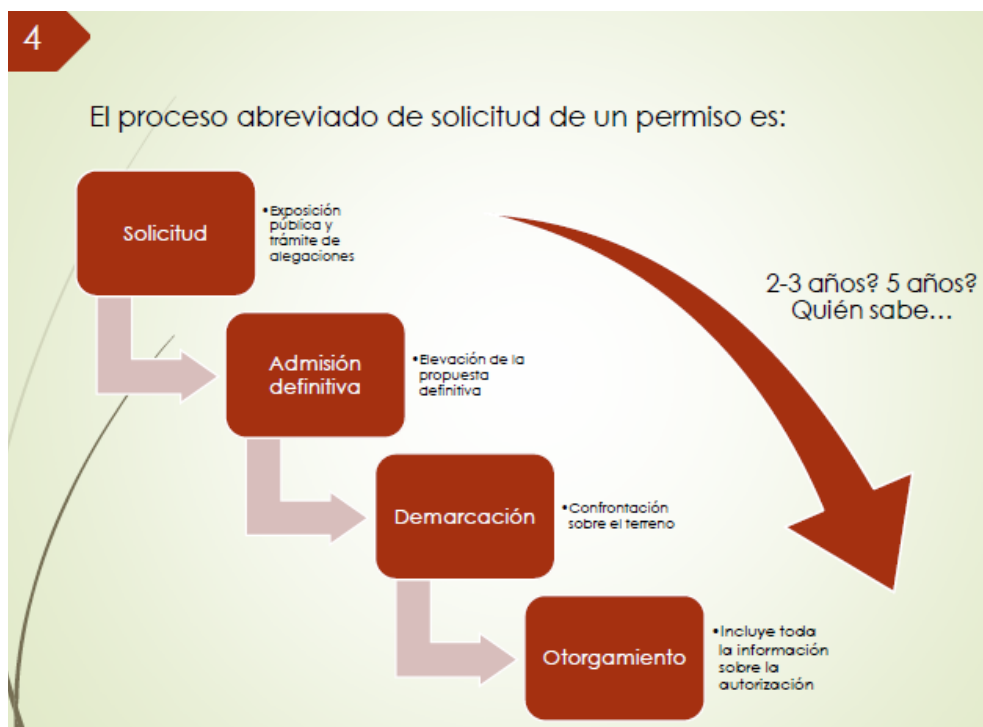 4
El proceso abreviado de solicitud de un permiso es:
Solicitud
•Exposición
pública y
trámite de
alegaciones
2-3 años? 5 años?
Quién sabe...
Admisión
definitiva
•Elevación de la
propuesta
definitiva
Demarcación
•Confrontación
sobre el terreno
Otorgamiento
•Incluye toda
la información
sobre la
autorización